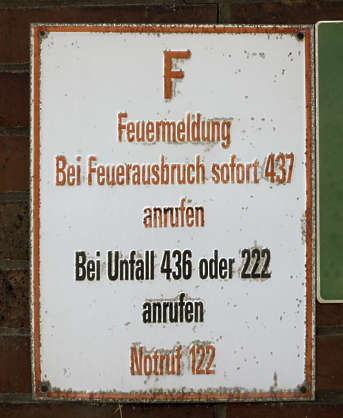 F
Feuermeldung
Bei Feuerausbruch sofort 437
anrufen
Bei Unfall 436 oder 222
anrufen
Notruf 122